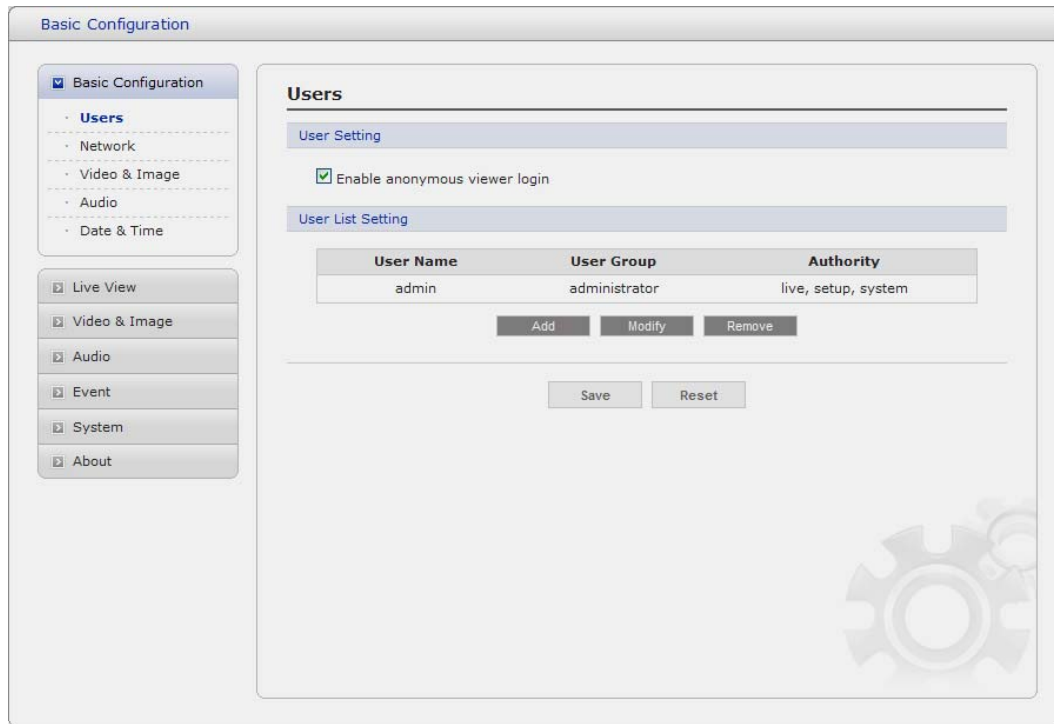 Basic Configuration
Basic Configuration
Users
Network
Video & Image
Audio
Date & Time
Live View
Video & Image
Audio
Event
System
About
Users
User Setting
Enable anonymous viewer login
User List Setting
User Name User Group Authority
admin administrator live, setup, system
Add Modify Remove
Save Reset